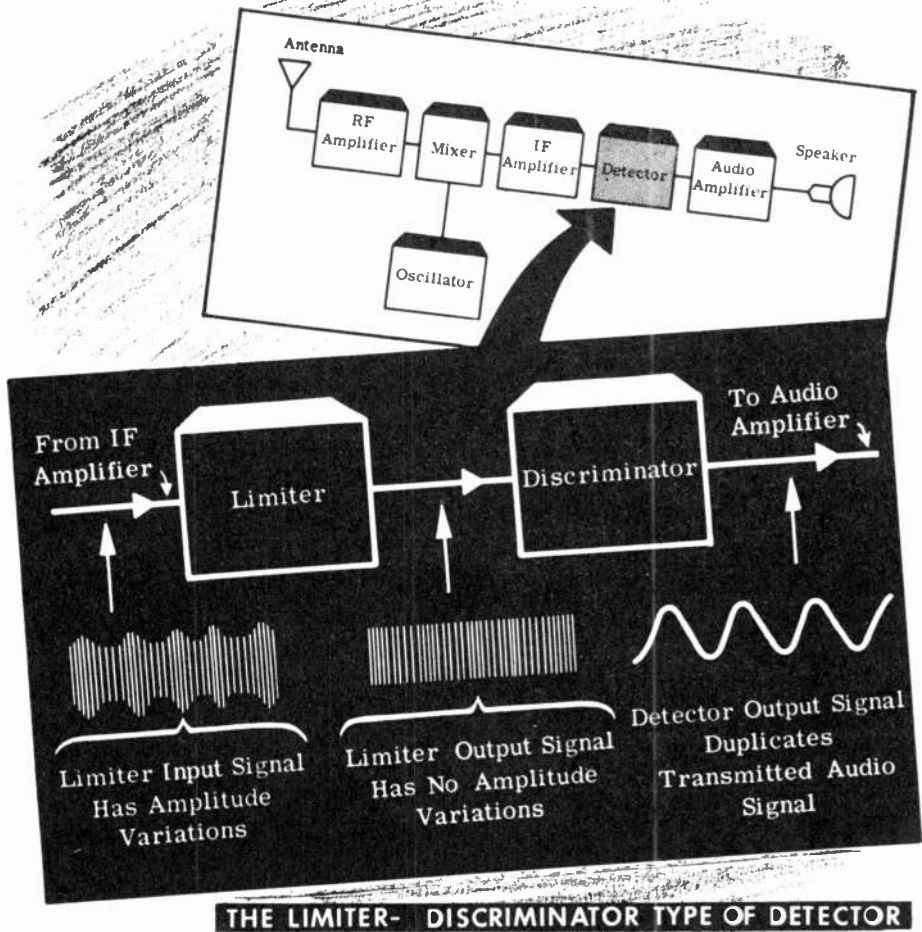 Antenna
RF
Amplifier
Mixer
IF
Amplifier
Detector
Audio
Amplifier
Speaker
Oscillator
From IF
Amplifier
Limiter
Discriminator
To Audio
Amplifier
Limiter Input Signal
Has Amplitude
Variations
Limiter Output Signal
Has No Amplitude
Variations
Detector Output Signal
Duplicates
Transmitted Audio
Signal
THE LIMITER- DISCRIMINATOR TYPE OF DETECTOR